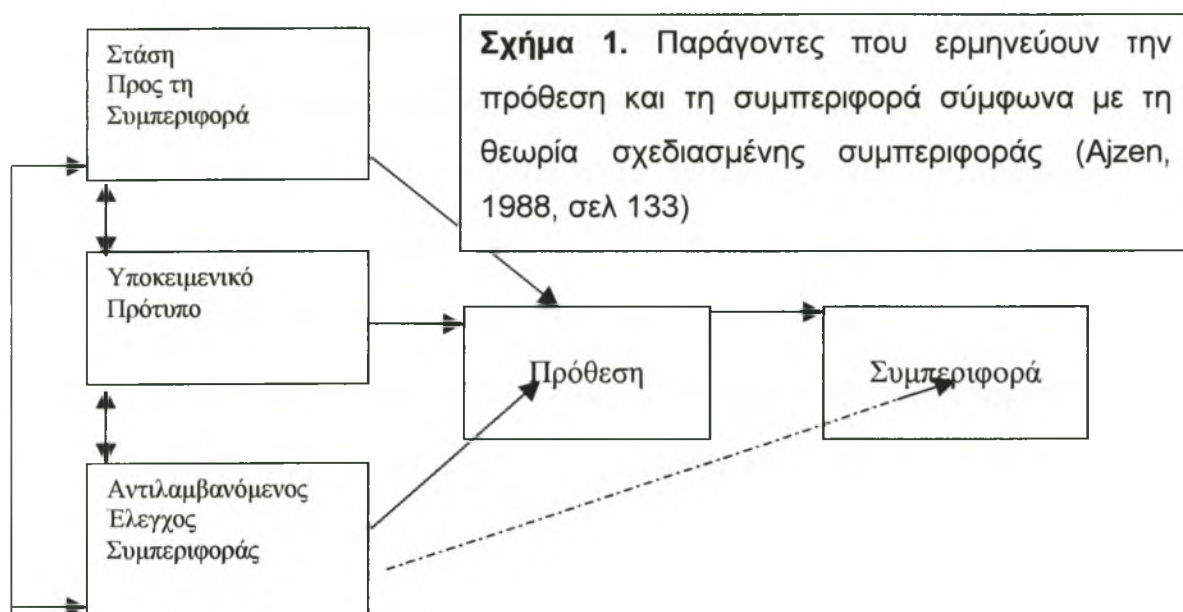 Στάση
Προς τη
Συμπεριφορά
Σχήμα 1. Παράγοντες που ερμηνεύουν την
πρόθεση και τη συμπεριφορά σύμφωνα με τη
θεωρία σχεδιασμένης συμπεριφοράς (Ajzen,
1988, σελ 133)
Υποκειμενικό
Πρότυπο
Πρόθεση
Συμπεριφορά
Αντιλαμβανόμενος
Έλεγχος
Συμπεριφοράς